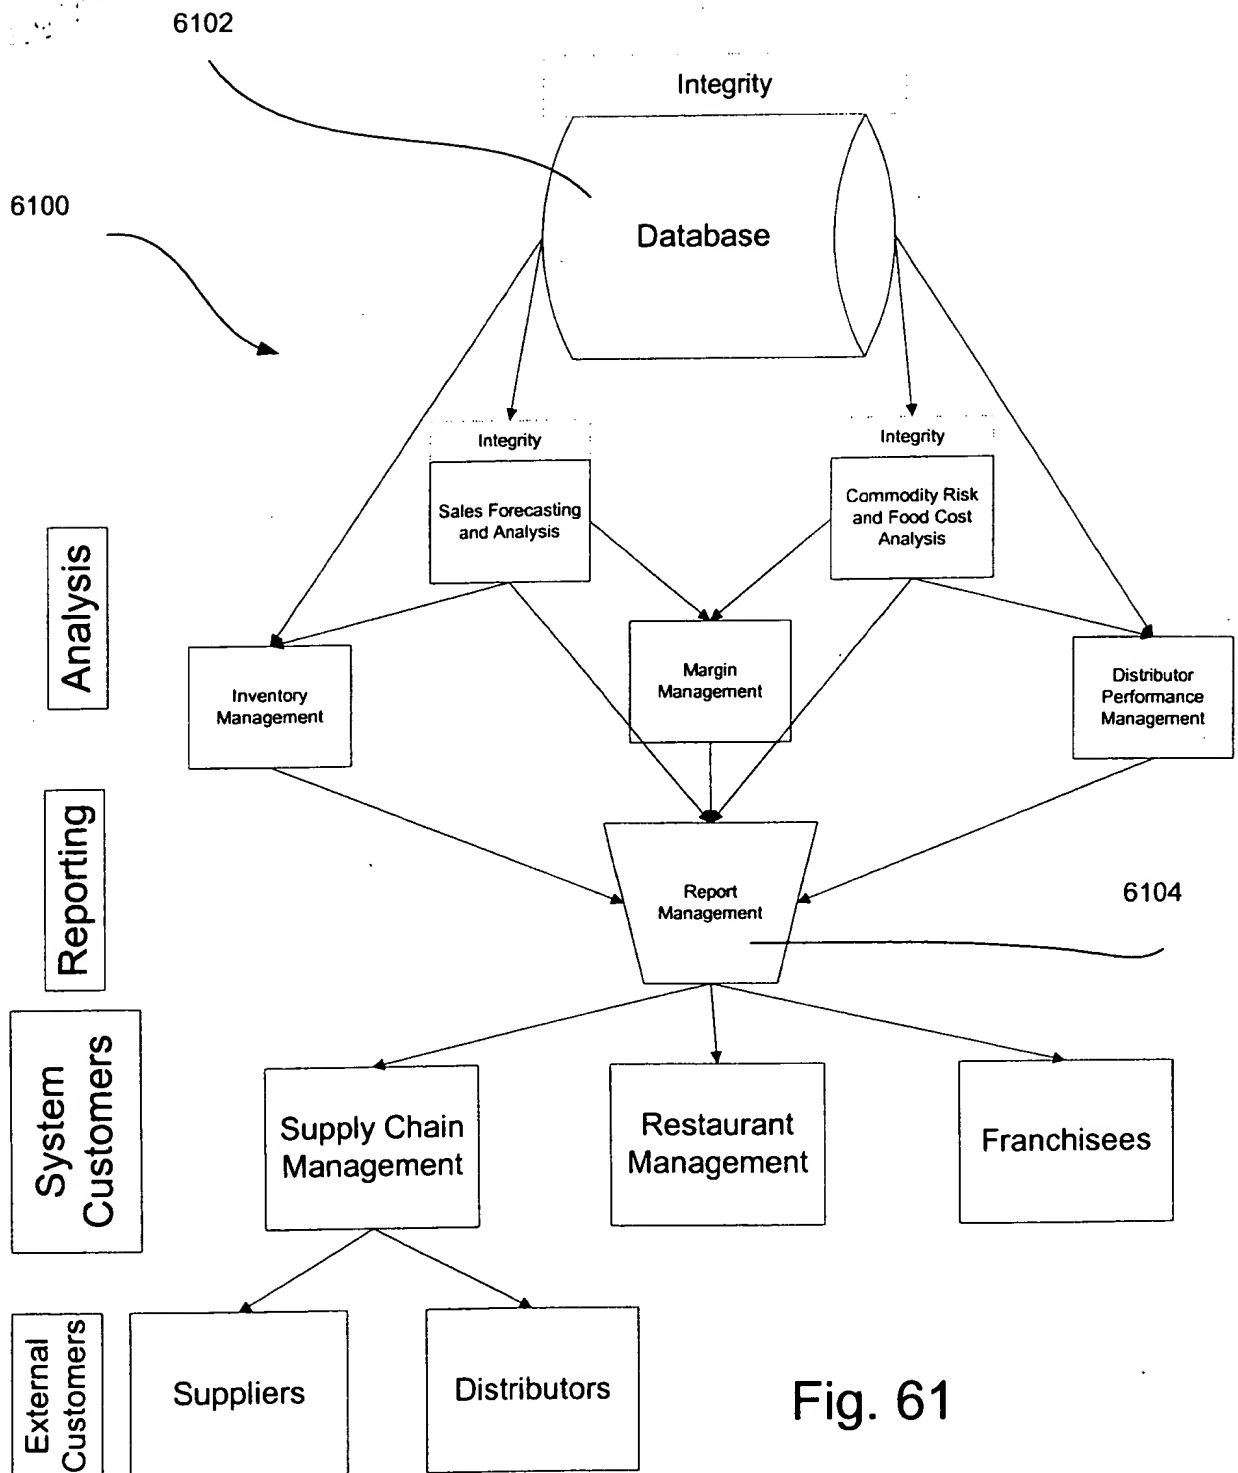 6102
Integrity
6100
Database
Integrity
Integrity
Sales Forecasting
and Analysis
Commodity Risk
and Food Cost
Analysis
Analysis
Inventory
Management
Margin
Management
Distributor
Performance
Management
Reporting
Report
Management
6104
System
Customers
Supply Chain
Management
Restaurant
Management
Franchisees
External
Customers
Suppliers
Distributors
Fig. 61